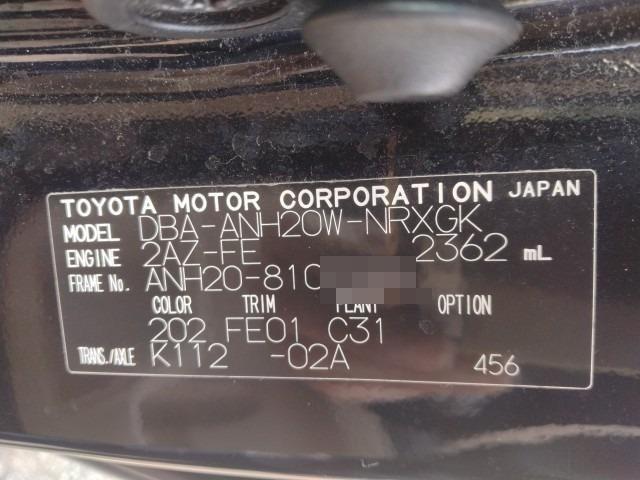 TOYOTA MOTOR CORPORATION JAPAN
MODEL DBA-ANH20W-NRXGK
ENGINE 2AZ-FE 2362 mL
FRAME No. ANH20-810
COLOR TRIM PLANT OPTION
202 FE01 C31
TRANS./AXLE K112 -02A 456